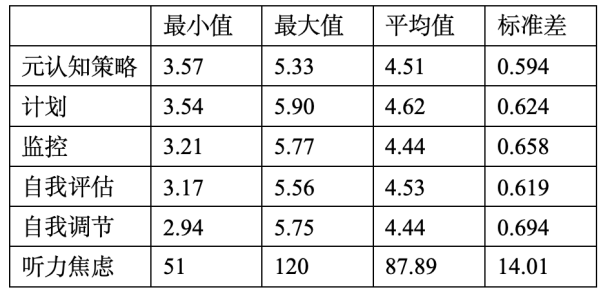 最小值 最大值 平均值 标准差
元认知策略 3.57 5.33 4.51 0.594
计划 3.54 5.90 4.62 0.624
监控 3.21 5.77 4.44 0.658
自我评估 3.17 5.56 4.53 0.619
自我调节 2.94 5.75 4.44 0.694
听力焦虑 51 120 87.89 14.01